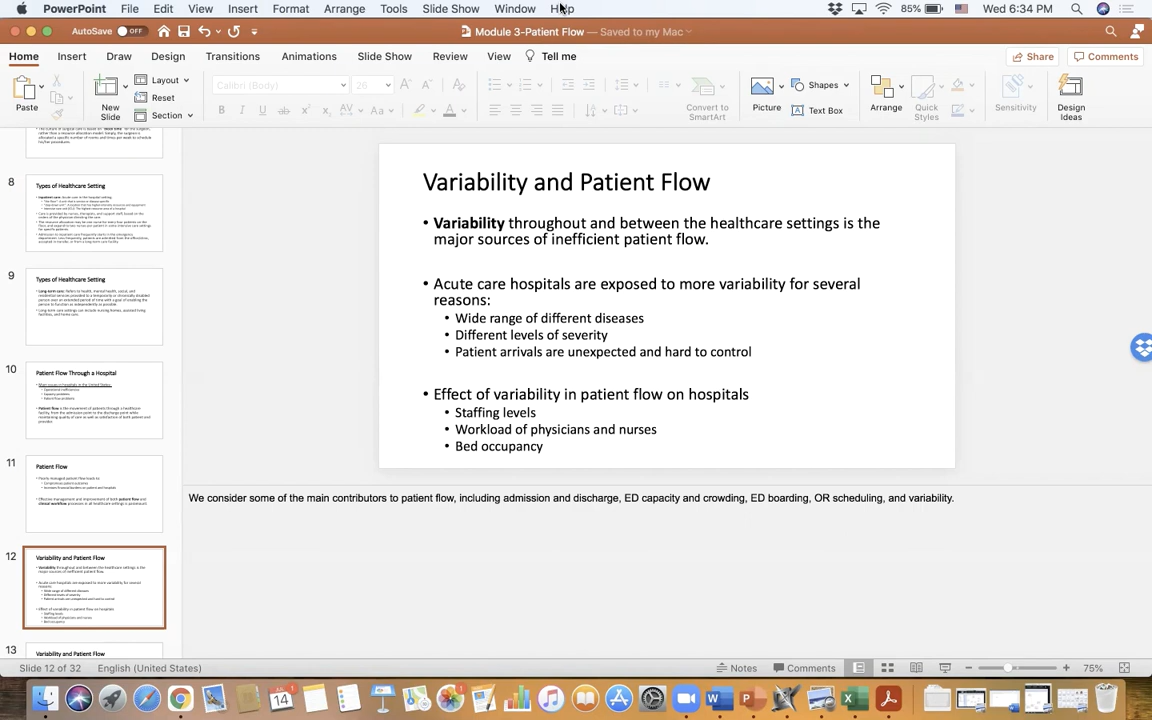 PowerPoint File Edit View Insert Format Arrange Tools Slide Show Window Help 85% Wed 6:34 PM
AutoSave OFF Module 3-Patient Flow — Saved to my Mac
Home Insert Draw Design Transitions Animations Slide Show Review View Tell me Share Comments
Paste New Slide Layout Reset Section Calibri (Body) 26 Convert to SmartArt Picture Shapes Text Box Arrange Quick Styles Sensitivity Design Ideas
8
Types of Healthcare Setting
9
Types of Healthcare Setting
10
Patient Flow Through a Hospital
11
Patient Flow
12
Variability and Patient Flow
13
Variability and Patient Flow
Variability and Patient Flow
• Variability throughout and between the healthcare settings is the
major sources of inefficient patient flow.
• Acute care hospitals are exposed to more variability for several
reasons:
• Wide range of different diseases
• Different levels of severity
• Patient arrivals are unexpected and hard to control
• Effect of variability in patient flow on hospitals
• Staffing levels
• Workload of physicians and nurses
• Bed occupancy
We consider some of the main contributors to patient flow, including admission and discharge, ED capacity and crowding, ED boarding, OR scheduling, and variability.
Slide 12 of 32 English (United States) Notes Comments 75%